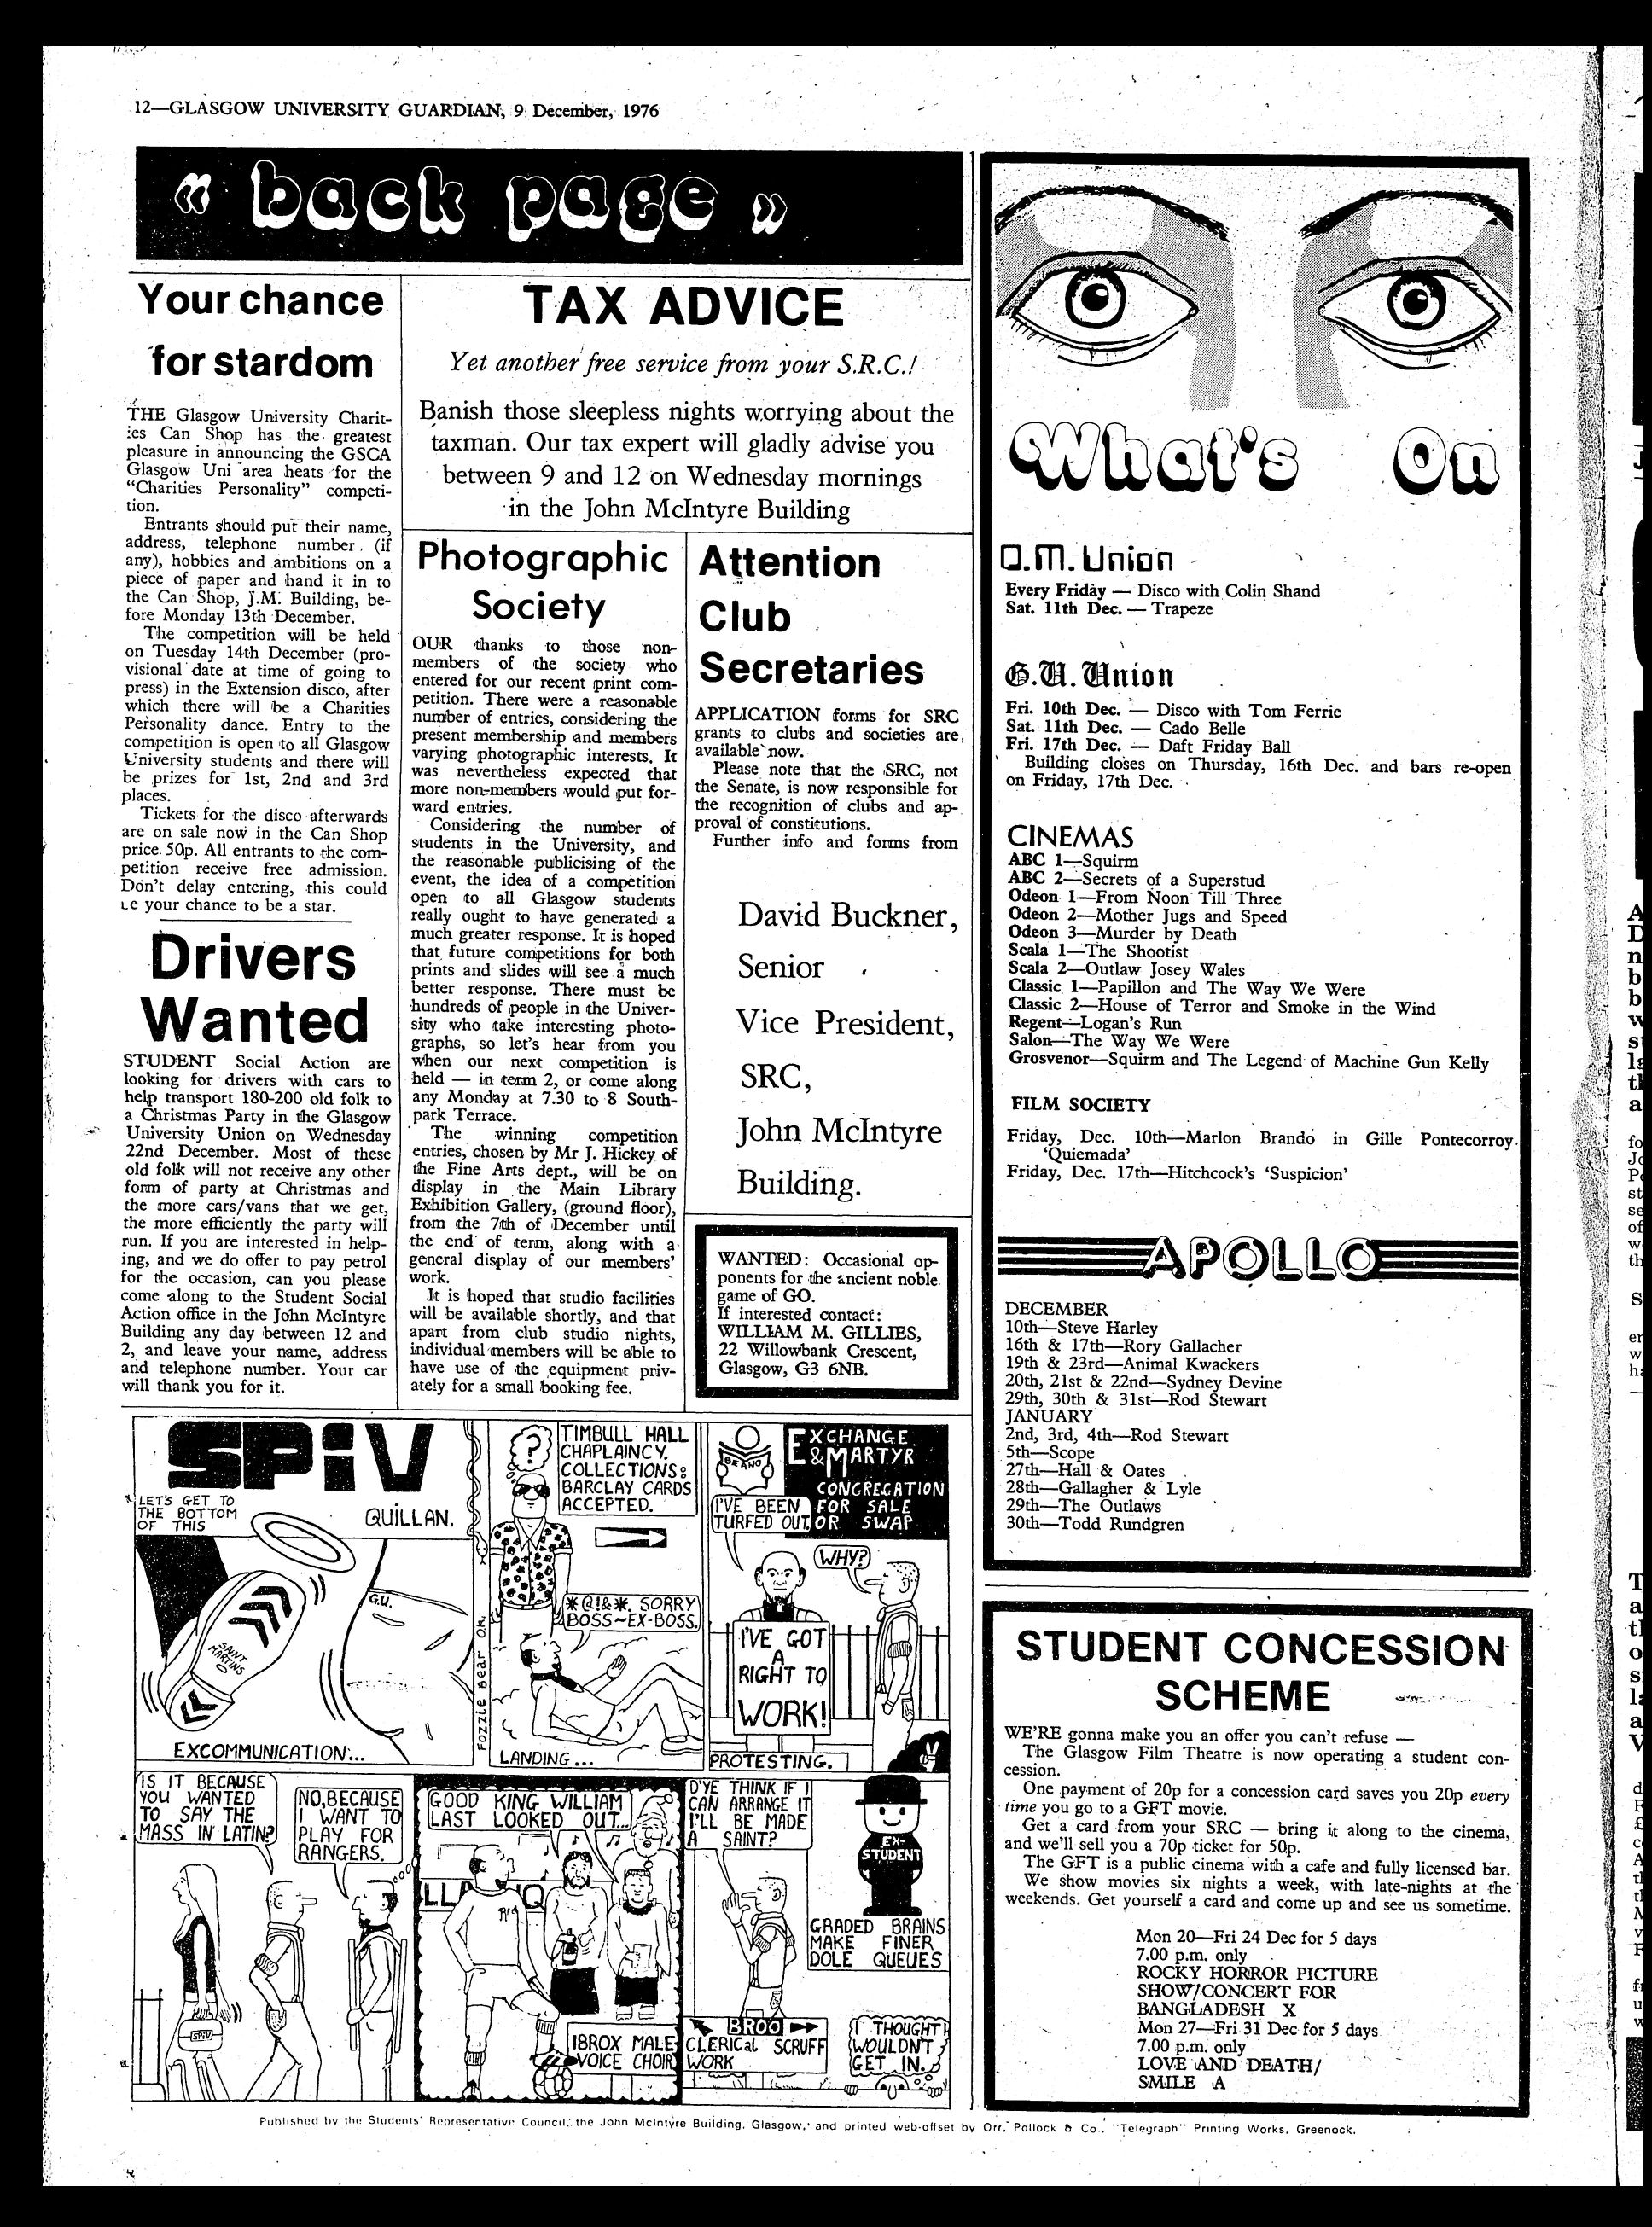 12—GLASGOW UNIVERSITY GUARDIAN, 9 December, 1976
« back page »
Your chance
for stardom
THE Glasgow University Charit-
ies Can Shop has the greatest
pleasure in announcing the GSCA
Glasgow Uni area heats for the
"Charities Personality" competi-
tion.
Entrants should put their name,
address, telephone number (if
any), hobbies and ambitions on a
piece of paper and hand it in to
the Can Shop, J.M. Building, be-
fore Monday 13th December.
The competition will be held
on Tuesday 14th December (pro-
visional date at time of going to
press) in the Extension disco, after
which there will be a Charities
Personality dance. Entry to the
competition is open to all Glasgow
University students and there will
be prizes for 1st, 2nd and 3rd
places.
Tickets for the disco afterwards
are on sale now in the Can Shop
price 50p. All entrants to the com-
petition receive free admission.
Don't delay entering, this could
be your chance to be a star.
Drivers
Wanted
STUDENT Social Action are
looking for drivers with cars to
help transport 180-200 old folk to
a Christmas Party in the Glasgow
University Union on Wednesday
22nd December. Most of these
old folk will not receive any other
form of party at Christmas and
the more cars/vans that we get,
the more efficiently the party will
run. If you are interested in help-
ing, and we do offer to pay petrol
for the occasion, can you please
come along to the Student Social
Action office in the John McIntyre
Building any day between 12 and
2, and leave your name, address
and telephone number. Your car
will thank you for it.
TAX ADVICE
Yet another free service from your S.R.C.!
Banish those sleepless nights worrying about the
taxman. Our tax expert will gladly advise you
between 9 and 12 on Wednesday mornings
in the John McIntyre Building
Photographic
Society
OUR thanks to those non-
members of the society who
entered for our recent print com-
petition. There were a reasonable
number of entries, considering the
present membership and members
varying photographic interests. It
was nevertheless expected that
more non-members would put for-
ward entries.
Considering the number of
students in the University, and
the reasonable publicising of the
event, the idea of a competition
open to all Glasgow students
really ought to have generated a
much greater response. It is hoped
that future competitions for both
prints and slides will see a much
better response. There must be
hundreds of people in the Univer-
sity who take interesting photo-
graphs, so let's hear from you
when our next competition is
held — in term 2, or come along
any Monday at 7.30 to 8 South-
park Terrace.
The winning competition
entries, chosen by Mr J. Hickey of
the Fine Arts dept., will be on
display in the Main Library
Exhibition Gallery, (ground floor),
from the 7th of December until
the end of term, along with a
general display of our members'
work.
It is hoped that studio facilities
will be available shortly, and that
apart from club studio nights,
individual members will be able to
have use of the equipment priv-
ately for a small booking fee.
Attention
Club
Secretaries
APPLICATION forms for SRC
grants to clubs and societies are
available now.
Please note that the SRC, not
the Senate, is now responsible for
the recognition of clubs and ap-
proval of constitutions.
Further info and forms from
David Buckner,
Senior
Vice President,
SRC,
John McIntyre
Building.
WANTED: Occasional op-
ponents for the ancient noble
game of GO.
If interested contact:
WILLIAM M. GILLIES,
22 Willowbank Crescent,
Glasgow, G3 6NB.
SPiV
LET'S GET TO
THE BOTTOM
OF THIS
QUILLAN.
G.U.
SAINT
MARTINS
EXCOMMUNICATION...
FOZZLE BEAR OK.
TIMBULL HALL
CHAPLAINCY.
COLLECTIONS:
BARCLAY CARDS
ACCEPTED.
?
*@!&*. SORRY
BOSS~EX-BOSS.
LANDING...
BEANO
EXCHANGE
& MARTYR
CONGREGATION
FOR SALE
OR SWAP
I'VE BEEN
TURFED OUT,
WHY?
I'VE GOT
A
RIGHT TO
WORK!
PROTESTING.
IS IT BECAUSE
YOU WANTED
TO SAY THE
MASS IN LATIN?
NO, BECAUSE
I WANT TO
PLAY FOR
RANGERS.
SPIV
GOOD KING WILLIAM
LAST LOOKED OUT...
IBROX MALE
VOICE CHOIR
D'YE THINK IF I
CAN ARRANGE IT
I'LL BE MADE
A SAINT?
EX-
STUDENT
GRADED BRAINS
MAKE FINER
DOLE QUEUES
BROO
CLERICAL SCRUFF
WORK
I THOUGHT I
WOULDN'T
GET IN.
What's On
Q.M. Union
Every Friday — Disco with Colin Shand
Sat. 11th Dec. — Trapeze
G.U. Union
Fri. 10th Dec. — Disco with Tom Ferrie
Sat. 11th Dec. — Cado Belle
Fri. 17th Dec. — Daft Friday Ball
Building closes on Thursday, 16th Dec. and bars re-open
on Friday, 17th Dec.
CINEMAS
ABC 1—Squirm
ABC 2—Secrets of a Superstud
Odeon 1—From Noon Till Three
Odeon 2—Mother Jugs and Speed
Odeon 3—Murder by Death
Scala 1—The Shootist
Scala 2—Outlaw Josey Wales
Classic 1—Papillon and The Way We Were
Classic 2—House of Terror and Smoke in the Wind
Regent—Logan's Run
Salon—The Way We Were
Grosvenor—Squirm and The Legend of Machine Gun Kelly
FILM SOCIETY
Friday, Dec. 10th—Marlon Brando in Gille Pontecorroy
'Quiemada'
Friday, Dec. 17th—Hitchcock's 'Suspicion'
APOLLO
DECEMBER
10th—Steve Harley
16th & 17th—Rory Gallacher
19th & 23rd—Animal Kwackers
20th, 21st & 22nd—Sydney Devine
29th, 30th & 31st—Rod Stewart
JANUARY
2nd, 3rd, 4th—Rod Stewart
5th—Scope
27th—Hall & Oates
28th—Gallagher & Lyle
29th—The Outlaws
30th—Todd Rundgren
STUDENT CONCESSION
SCHEME
WE'RE gonna make you an offer you can't refuse —
The Glasgow Film Theatre is now operating a student con-
cession.
One payment of 20p for a concession card saves you 20p every
time you go to a GFT movie.
Get a card from your SRC — bring it along to the cinema,
and we'll sell you a 70p ticket for 50p.
The GFT is a public cinema with a cafe and fully licensed bar.
We show movies six nights a week, with late-nights at the
weekends. Get yourself a card and come up and see us sometime.
Mon 20—Fri 24 Dec for 5 days
7.00 p.m. only
ROCKY HORROR PICTURE
SHOW/CONCERT FOR
BANGLADESH X
Mon 27—Fri 31 Dec for 5 days
7.00 p.m. only
LOVE AND DEATH/
SMILE A
Published by the Students' Representative Council, the John McIntyre Building, Glasgow, and printed web-offset by Orr, Pollock & Co., "Telegraph" Printing Works, Greenock.